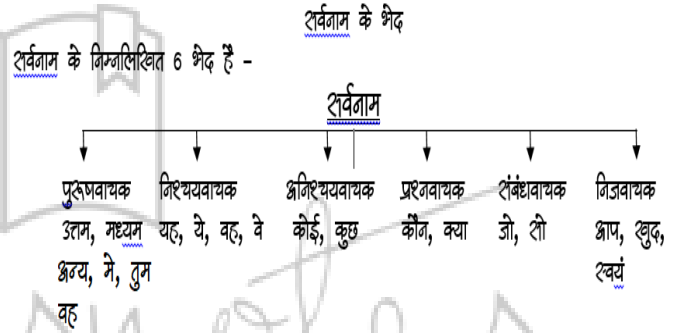 सर्वनाम के भेद
सर्वनाम के निम्नलिखित 6 भेद है –
सर्वनाम
पुरूषवाचक निश्चयवाचक अनिश्चयवाचक प्रश्नवाचक संबंधवाचक निजवाचक
उत्तम, मध्यम यह, ये, वह, वे कोई, कुछ कौन, क्या जो, सो आप, खुद,
अन्य, मे, तुम स्वयं
वह